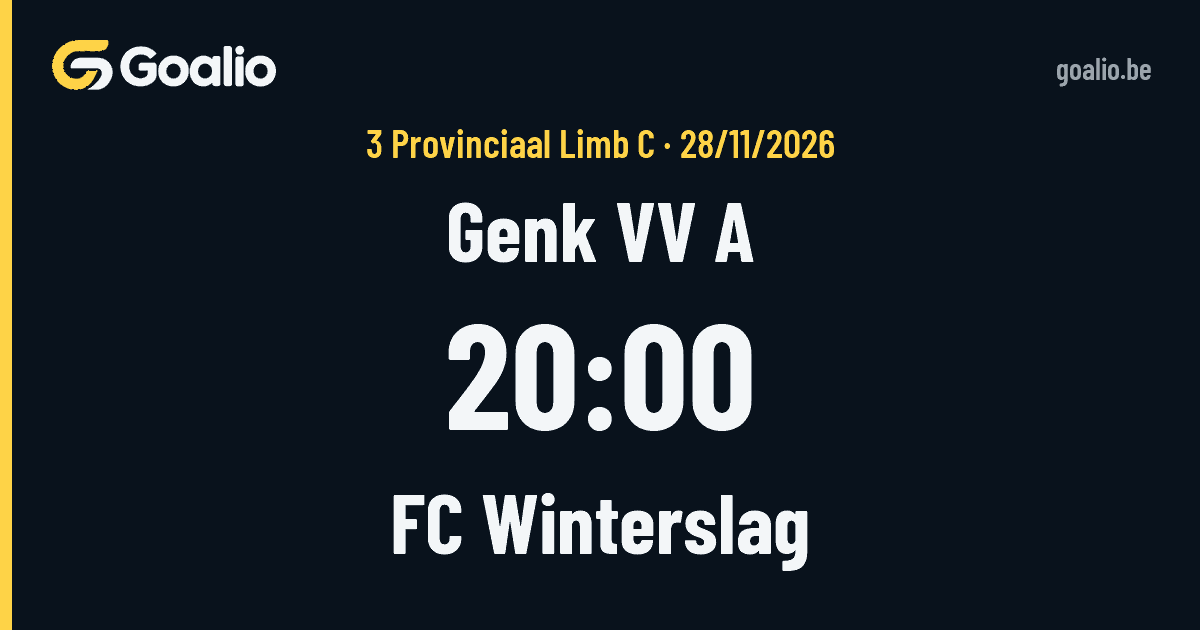 Goalio
goalio.be
3 Provinciaal Limb C · 28/11/2026
Genk VV A
20:00
FC Winterslag